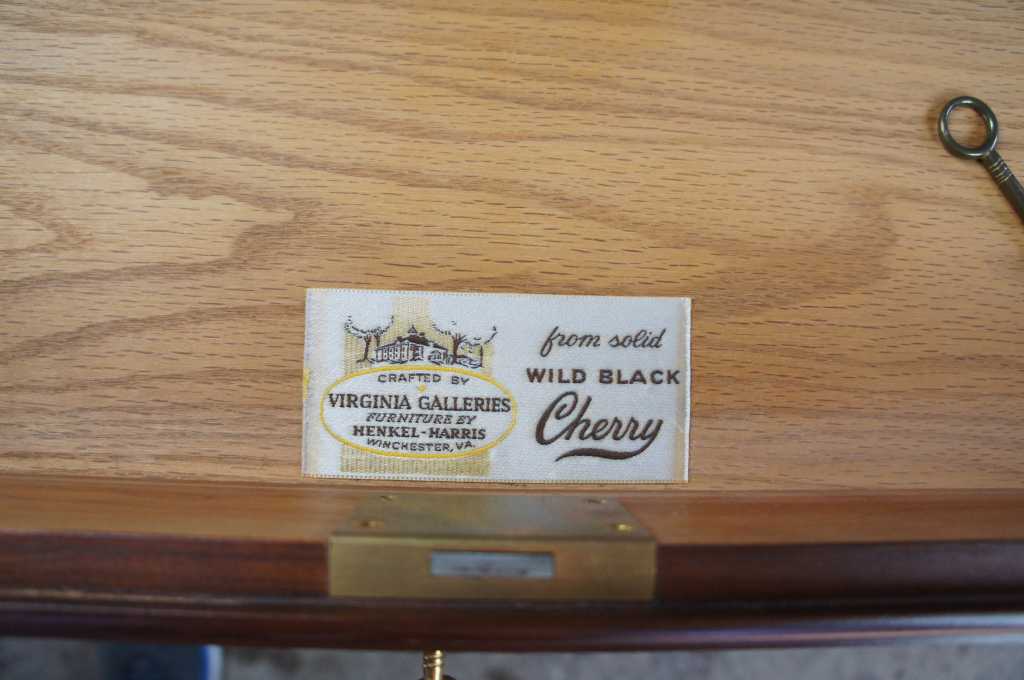 CRAFTED BY
VIRGINIA GALLERIES
FURNITURE BY
HENKEL-HARRIS
WINCHESTER, VA.
from solid
WILD BLACK
Cherry